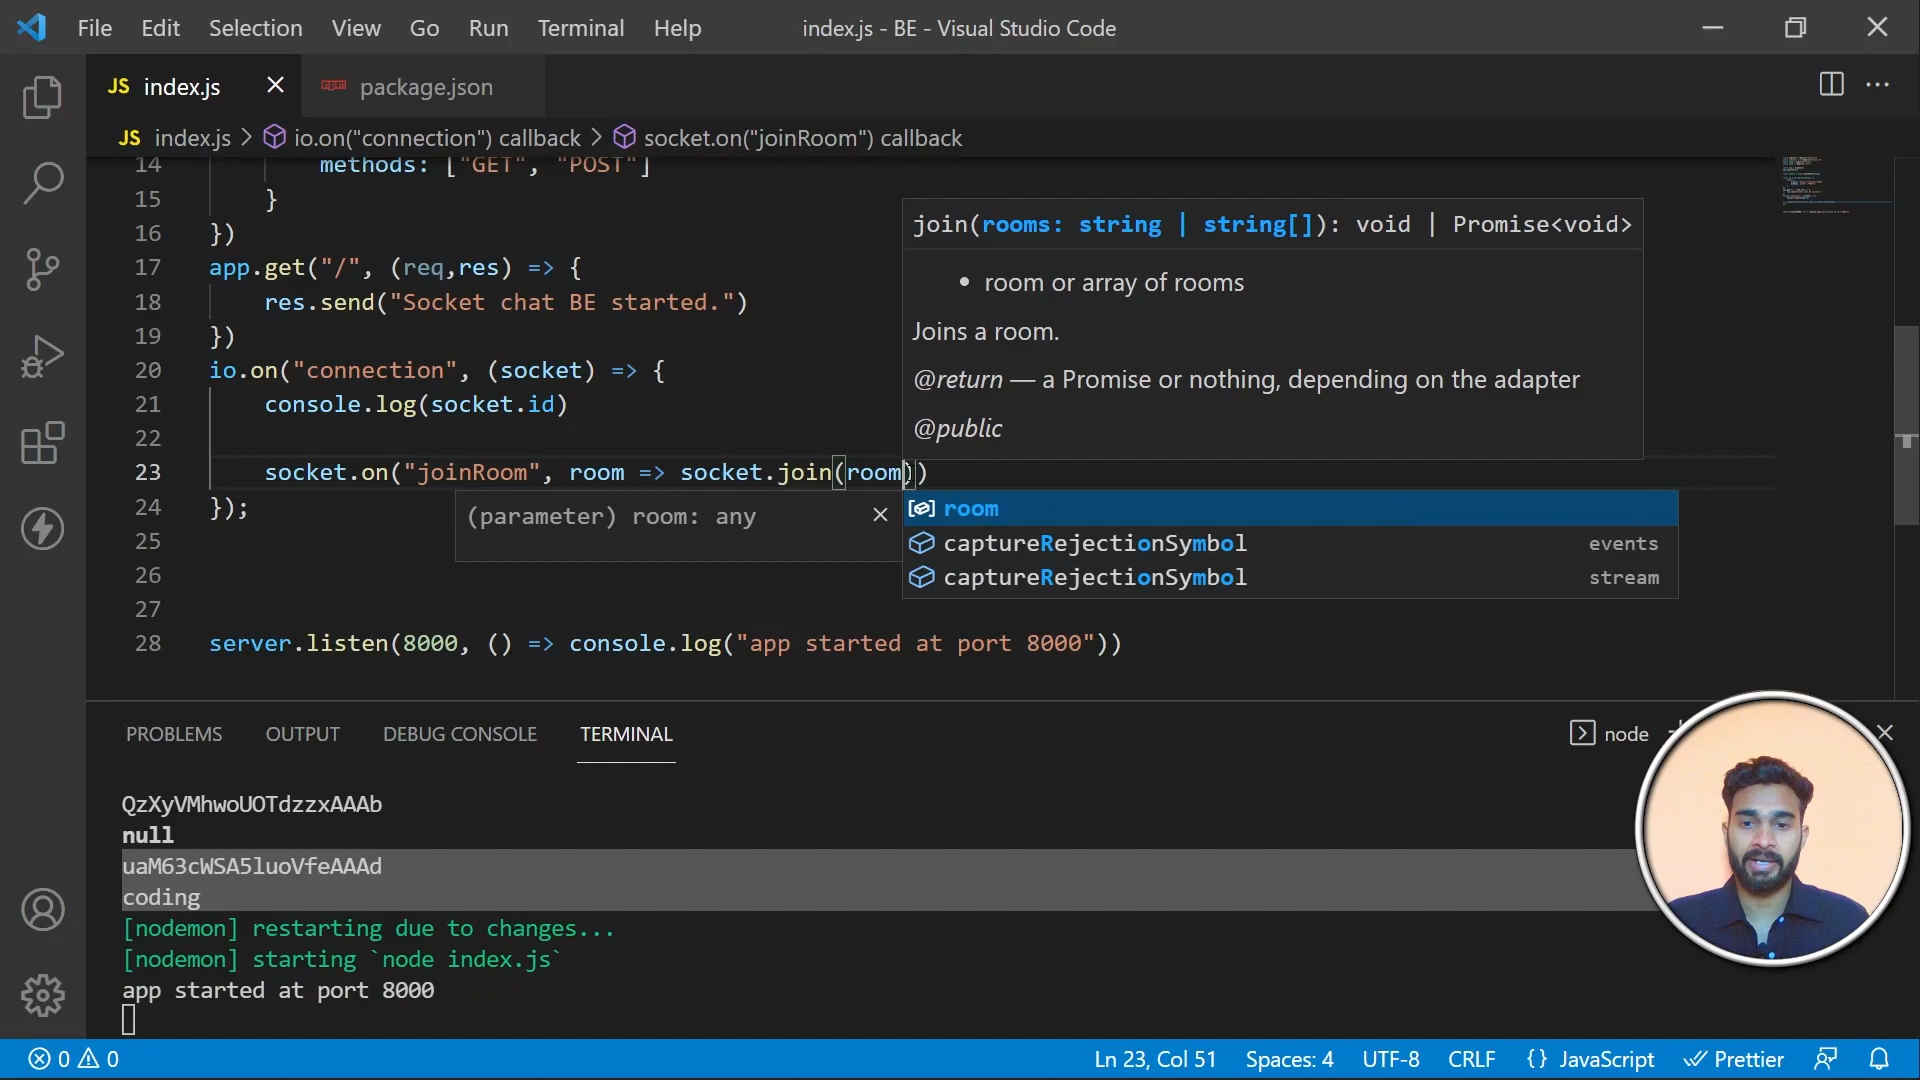 File Edit Selection View Go Run Terminal Help index.js - BE - Visual Studio Code
JS index.js package.json
JS index.js > io.on("connection") callback > socket.on("joinRoom") callback
14 methods: ["GET", "POST"]
15 }
16 })
17 app.get("/", (req,res) => {
18 res.send("Socket chat BE started.")
19 })
20 io.on("connection", (socket) => {
21 console.log(socket.id)
22
23 socket.on("joinRoom", room => socket.join(room))
24 });
25
26
27
28 server.listen(8000, () => console.log("app started at port 8000"))
join(rooms: string | string[]): void | Promise<void>
• room or array of rooms
Joins a room.
@return — a Promise or nothing, depending on the adapter
@public
(parameter) room: any
room
captureRejectionSymbol events
captureRejectionSymbol stream
PROBLEMS OUTPUT DEBUG CONSOLE TERMINAL node
QzXyVMhwoUOTdzzxAAAb
null
uaM63cWSA5luoVfeAAAd
coding
[nodemon] restarting due to changes...
[nodemon] starting `node index.js`
app started at port 8000
0 0 Ln 23, Col 51 Spaces: 4 UTF-8 CRLF {} JavaScript Prettier